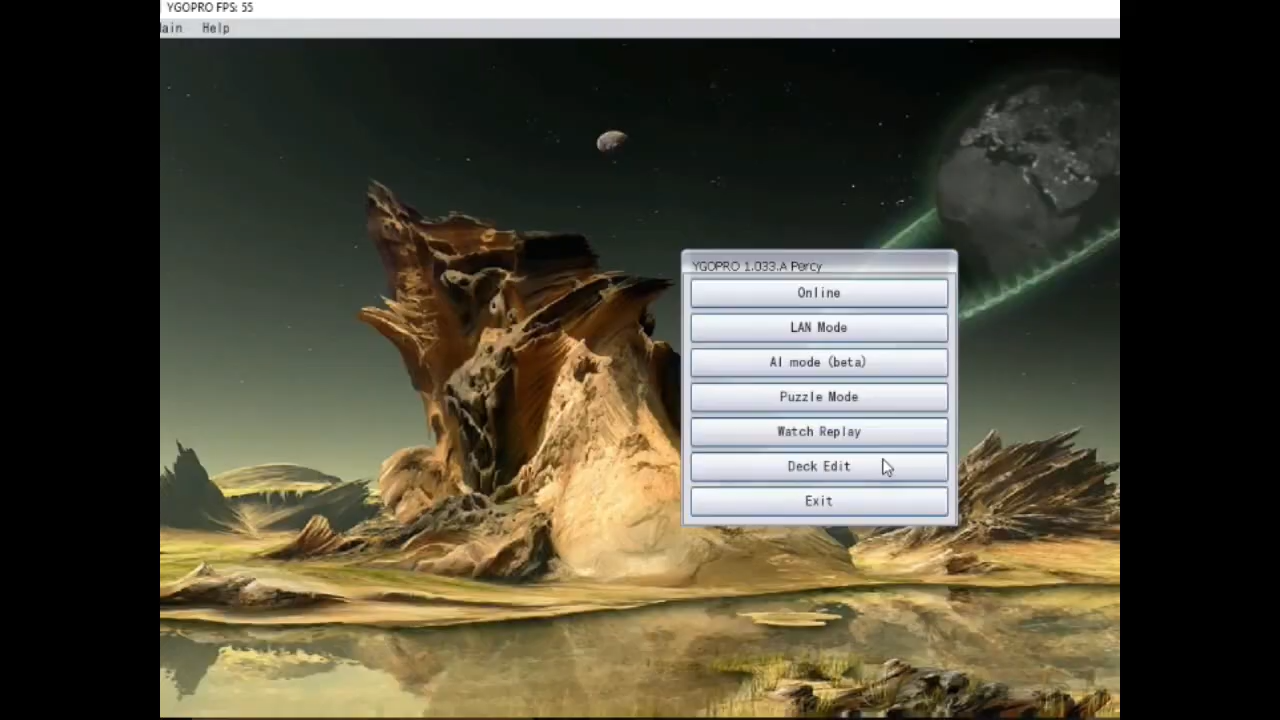 YGOPRO FPS: 55
ain Help
YGOPRO 1.033.A Percy
Online
LAN Mode
AI mode (beta)
Puzzle Mode
Watch Replay
Deck Edit
Exit